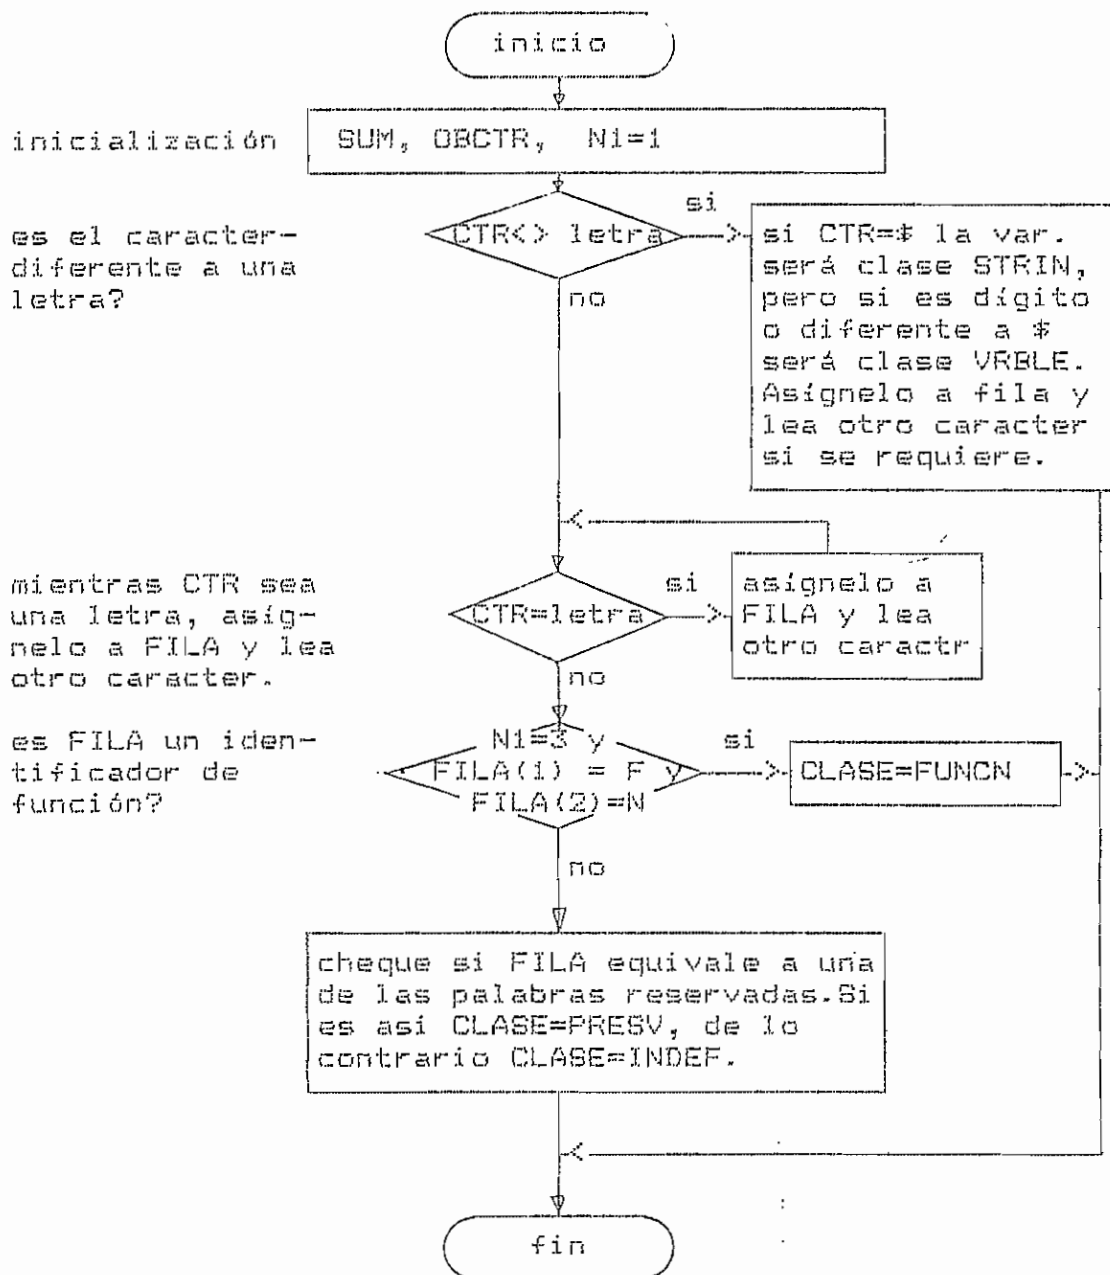 inicio
inicialización
SUM, OBCTR, N1=1
es el caracter-
diferente a una
letra?
CTR<> letra
si
no
si CTR=$ la var.
será clase STRIN,
pero si es dígito
o diferente a $
será clase VRBLE.
Asígnelo a fila y
lea otro caracter
si se requiere.
mientras CTR sea
una letra, asíg-
nelo a FILA y lea
otro caracter.
CTR=letra
si
no
asígnelo a
FILA y lea
otro caractr
es FILA un iden-
tificador de
función?
N1=3 y
FILA(1) = F y
FILA(2)=N
si
no
CLASE=FUNCN
cheque si FILA equivale a una
de las palabras reservadas.Si
es asi CLASE=PRESV, de lo
contrario CLASE=INDEF.
fin